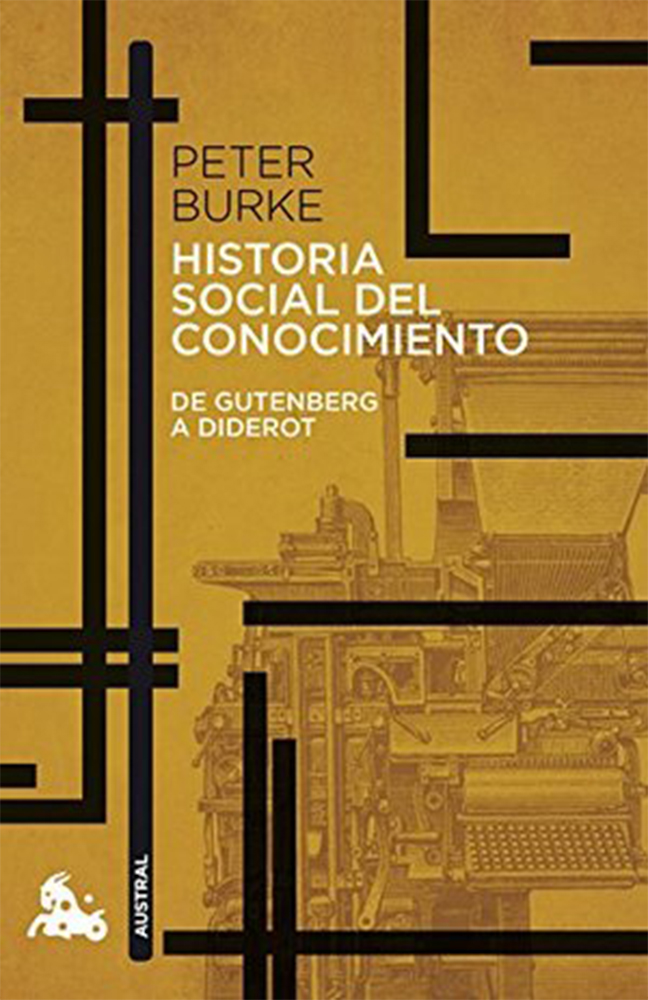 PETER
BURKE
HISTORIA
SOCIAL DEL
CONOCIMIENTO
DE GUTENBERG
A DIDEROT
AUSTRAL